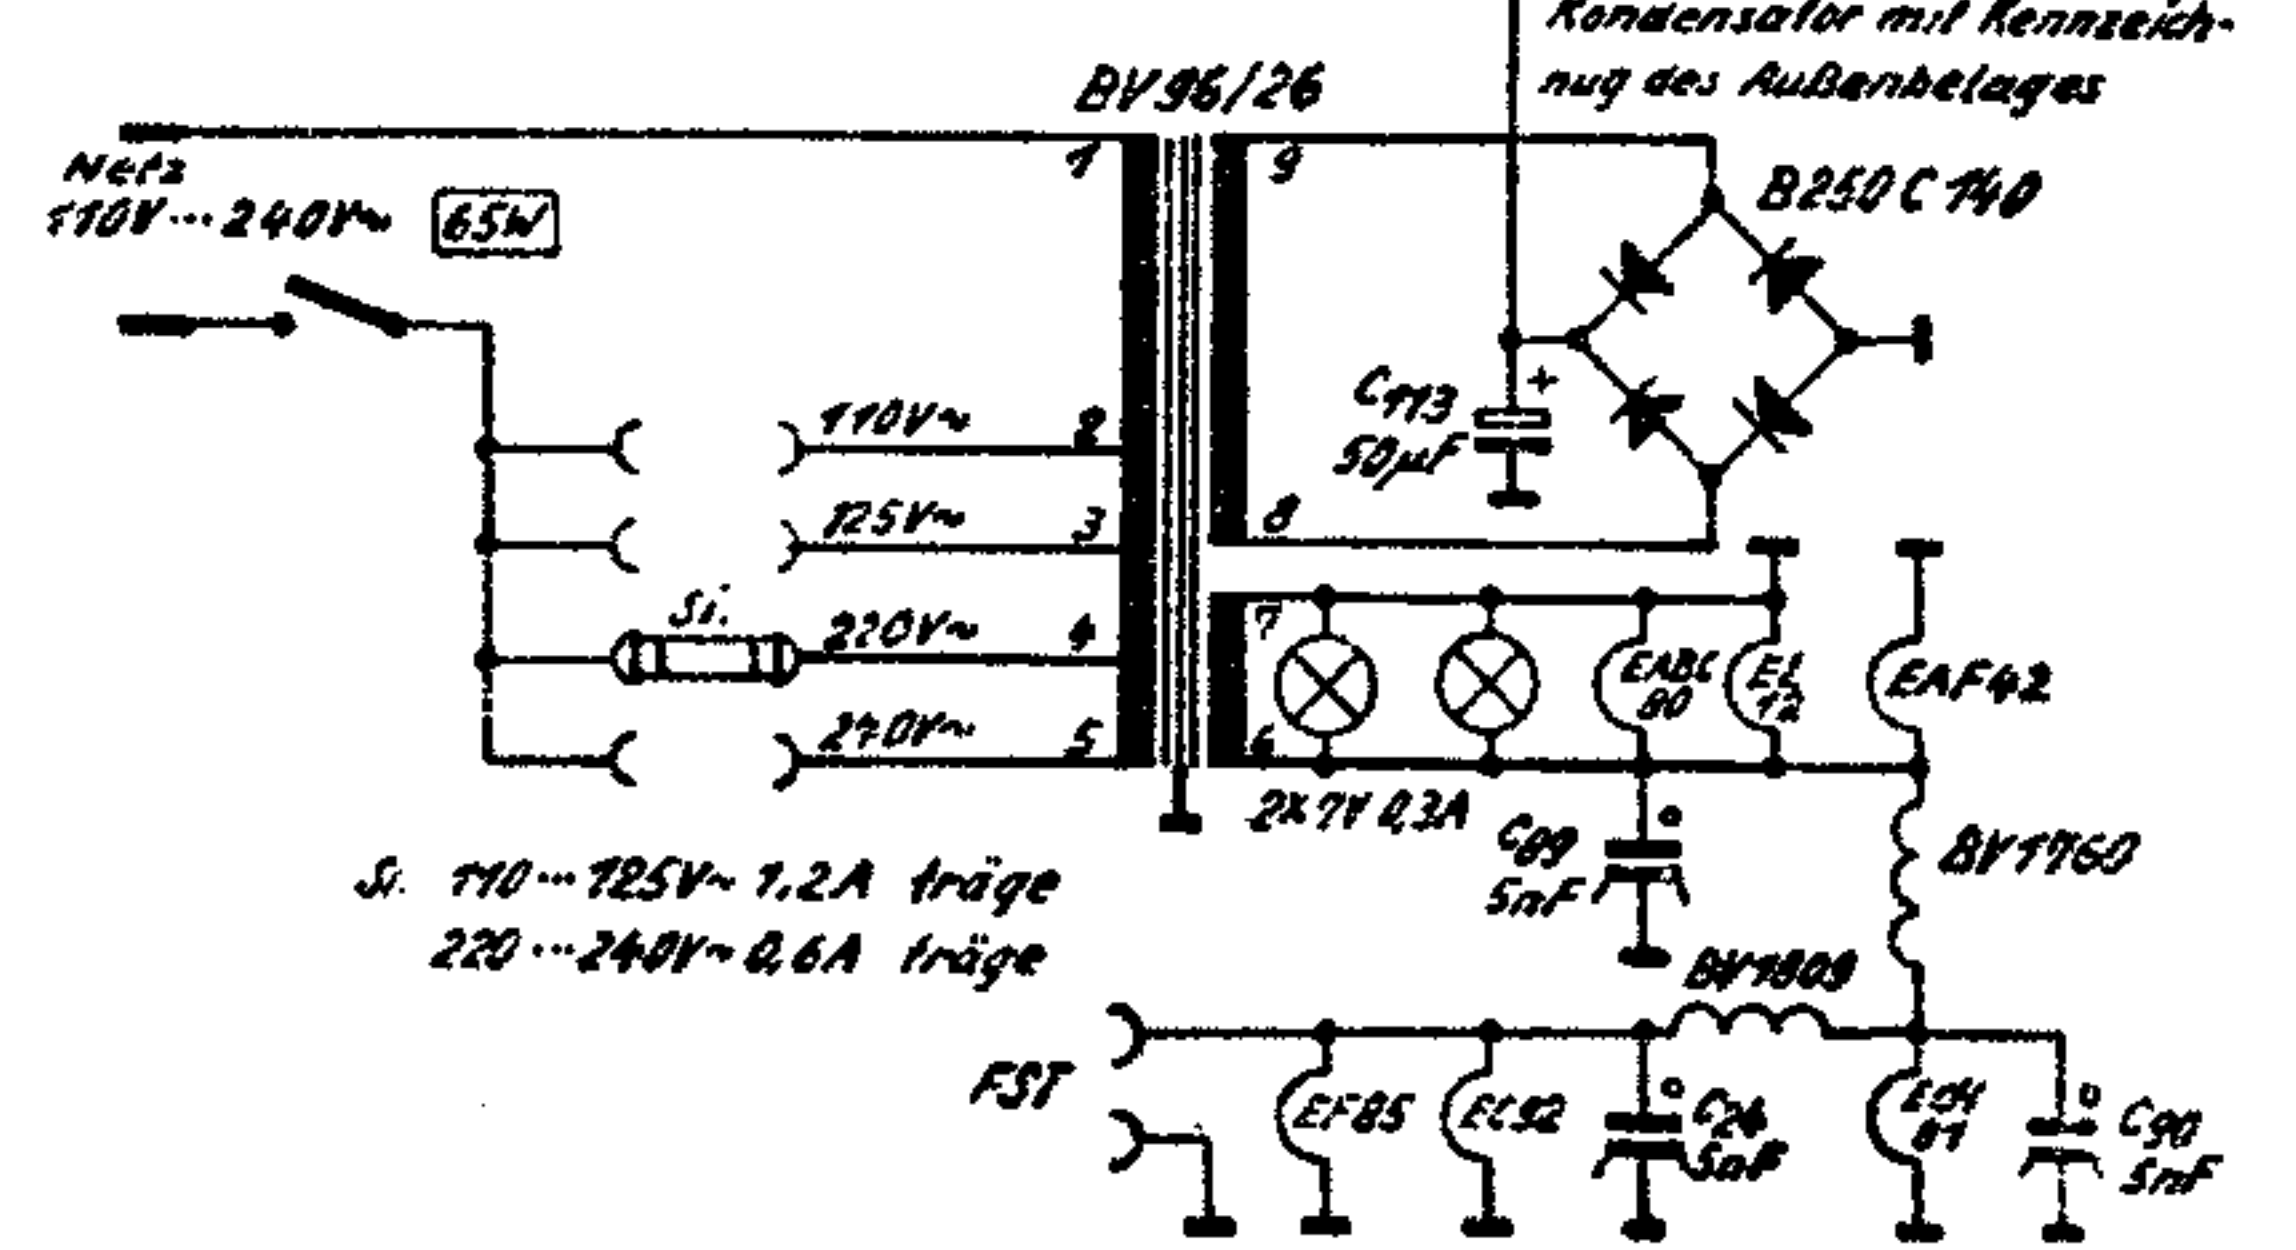 Kondensator mit Kennzeich-
nug des Außenbelages
BV96/26
Netz
110V...240V~
65W
1
9
B250C140
110V~
2
C113
+
50µF
125V~
3
8
Si.
220V~
4
7
EABC
80
EL
12
EAF42
240V~
5
6
2x7V 0,3A
C89
5nF
BV1760
Si. 110...125V~ 1,2A träge
220...240V~ 0,6A träge
BV1809
FST
EF85
EC92
C26
5nF
ECH
81
C90
5nF